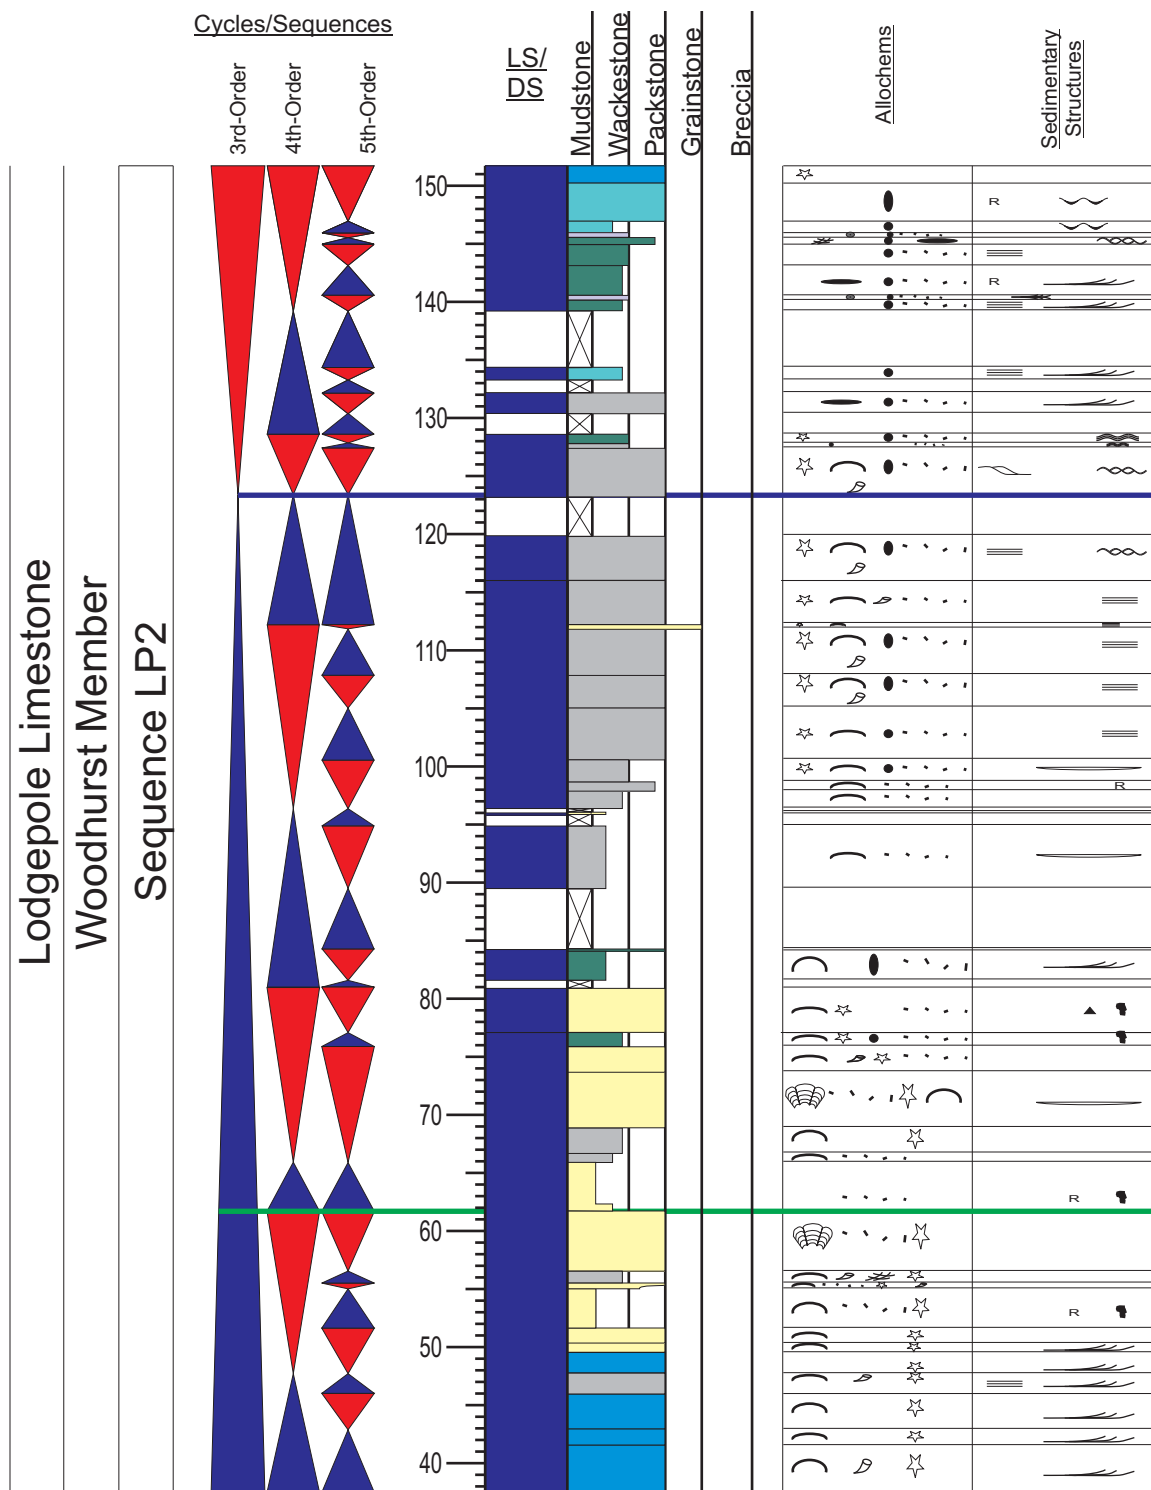 Cycles/Sequences
3rd-Order
4th-Order
5th-Order
LS/
DS
Mudstone
Wackestone
Packstone
Grainstone
Breccia
Allochems
Sedimentary
Structures
Lodgepole Limestone
Woodhurst Member
Sequence LP2
150
140
130
120
110
100
90
80
70
60
50
40
R
R
R
R
R